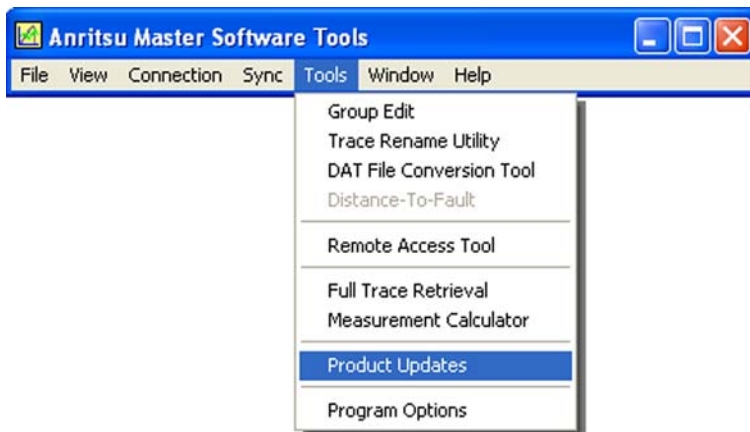 Anritsu Master Software Tools
File View Connection Sync Tools Window Help
Group Edit
Trace Rename Utility
DAT File Conversion Tool
Distance-To-Fault
Remote Access Tool
Full Trace Retrieval
Measurement Calculator
Product Updates
Program Options